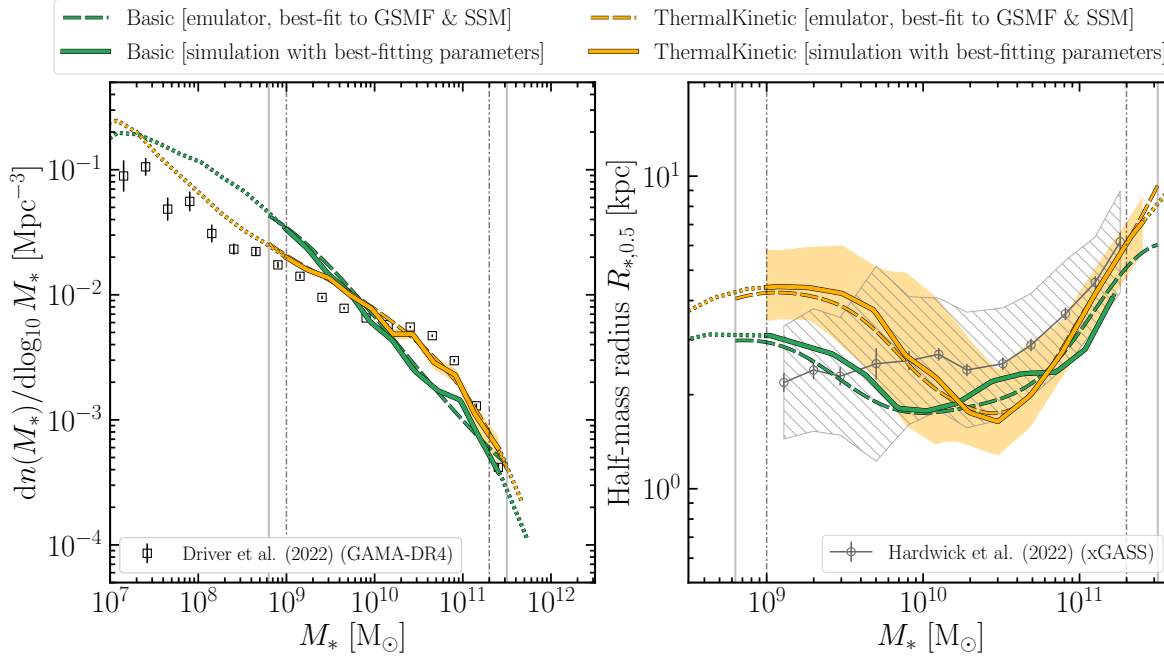 Basic [emulator, best-fit to GSMF & SSM]
Basic [simulation with best-fitting parameters]
ThermalKinetic [emulator, best-fit to GSMF & SSM]
ThermalKinetic [simulation with best-fitting parameters]
dn(M_*)/dlog_{10} M_* [Mpc^{-3}]
10^{-1}
10^{-2}
10^{-3}
10^{-4}
Driver et al. (2022) (GAMA-DR4)
10^7 10^8 10^9 10^{10} 10^{11} 10^{12}
M_* [M_⊙]
Half-mass radius R_{*,0.5} [kpc]
10^1
10^0
Hardwick et al. (2022) (xGASS)
10^9 10^{10} 10^{11}
M_* [M_⊙]